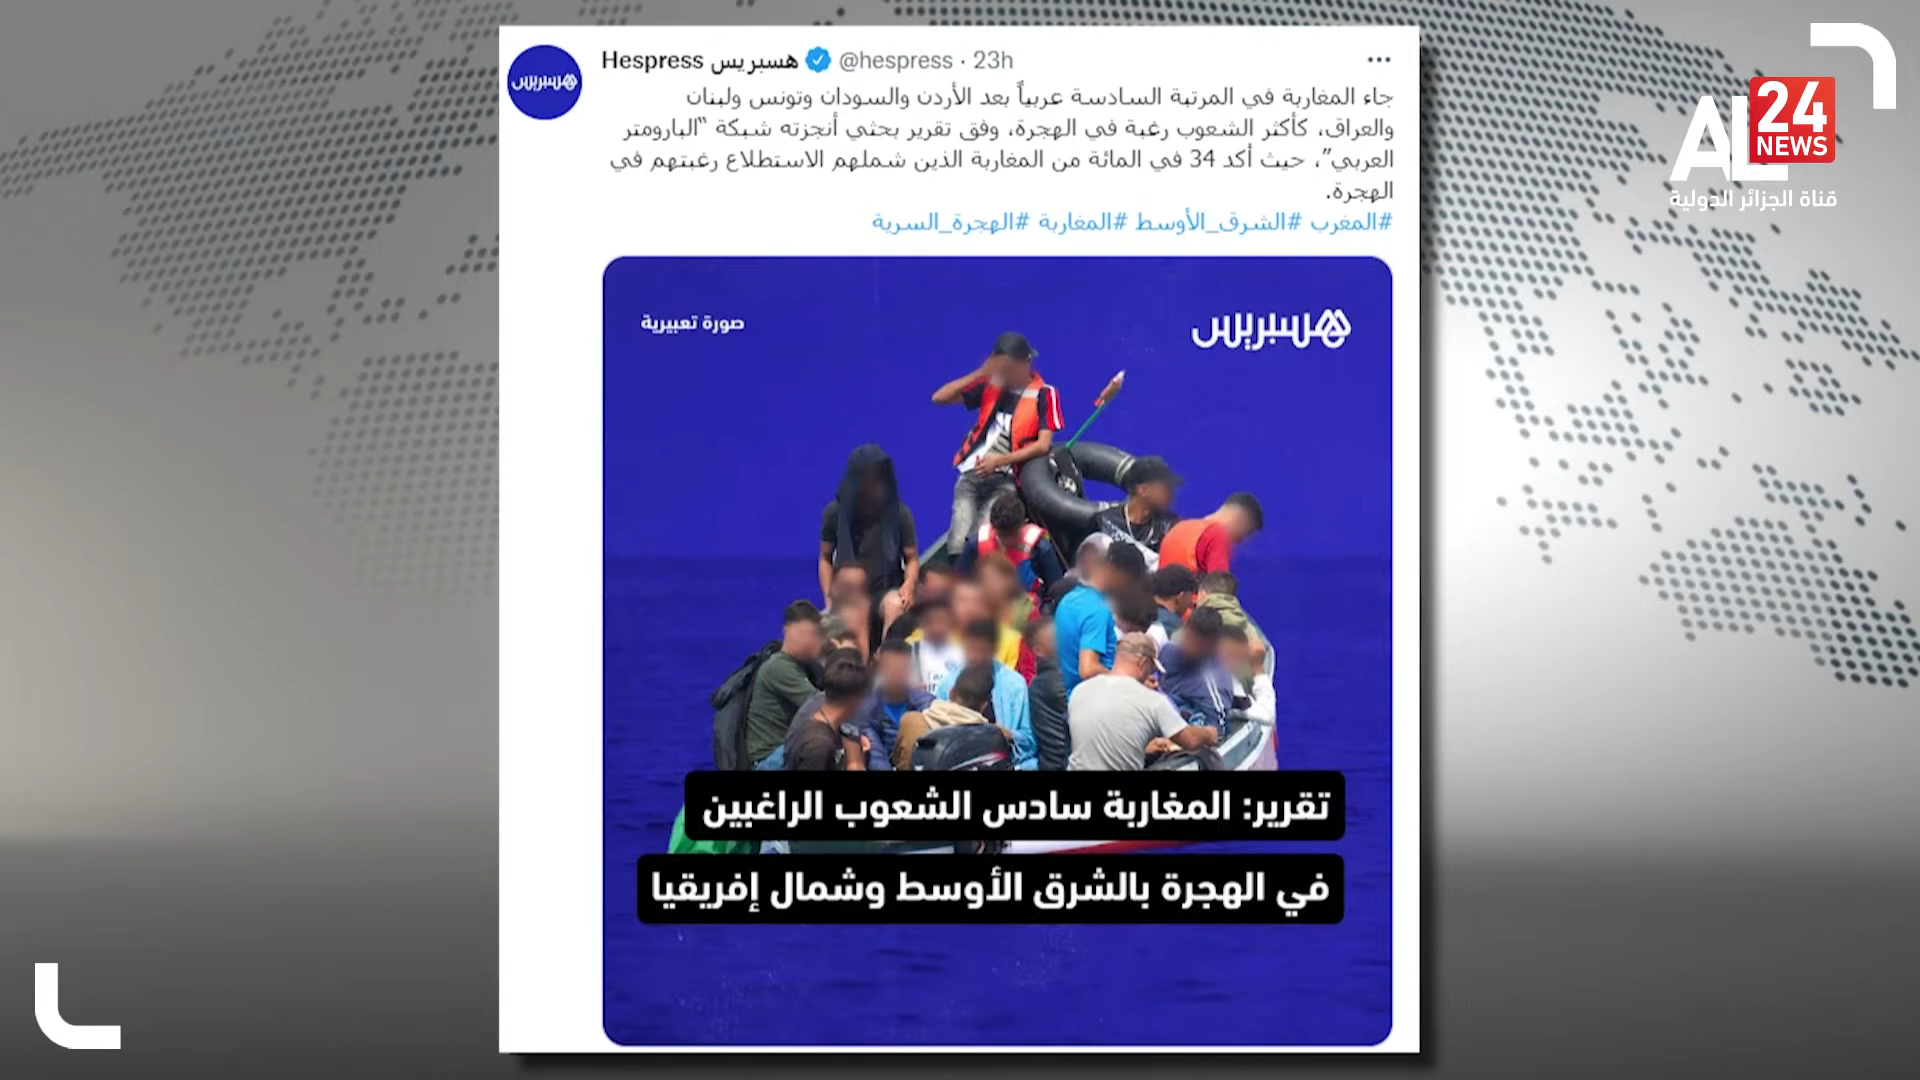 Hespress هسبريس @hespress · 23h
هسبريس
جاء المغاربة في المرتبة السادسة عربياً بعد الأردن والسودان وتونس ولبنان
والعراق، كأكثر الشعوب رغبة في الهجرة، وفق تقرير بحثي أنجزته شبكة “البارومتر
العربي”، حيث أكد 34 في المائة من المغاربة الذين شملهم الاستطلاع رغبتهم في
الهجرة.
#المغرب #الشرق_الأوسط #المغاربة #الهجرة_السرية
AL
24
NEWS
قناة الجزائر الدولية
هسبريس
صورة تعبيرية
تقرير: المغاربة سادس الشعوب الراغبين
في الهجرة بالشرق الأوسط وشمال إفريقيا